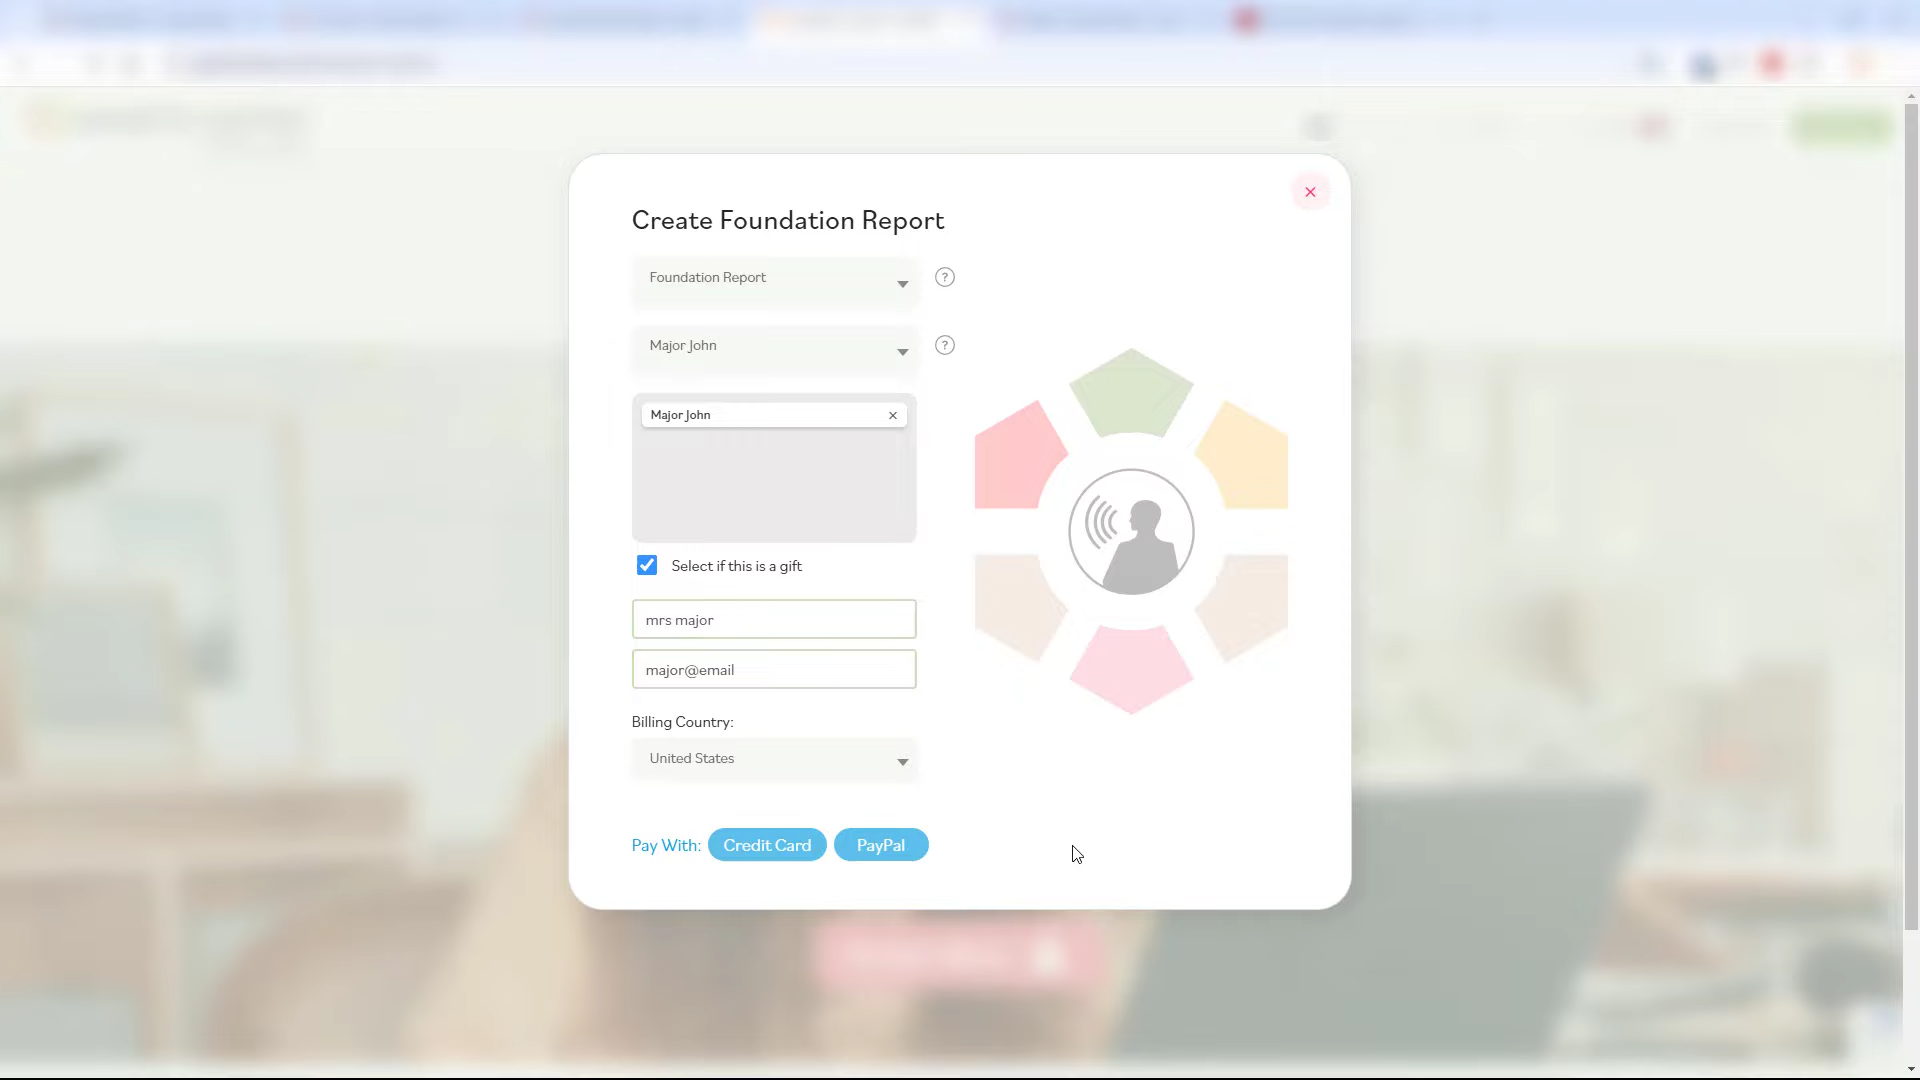 Create Foundation Report
Foundation Report
?
Major John
?
Major John
Select if this is a gift
mrs major
major@email
Billing Country:
United States
Pay With: Credit Card PayPal